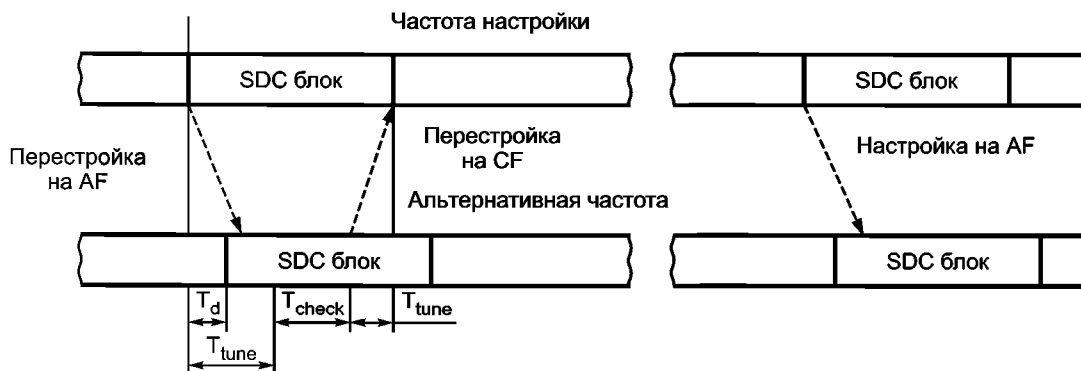 Частота настройки
SDC блок
SDC блок
Перестройка
на AF
Перестройка
на CF
Настройка на AF
Альтернативная частота
SDC блок
SDC блок
T_d
T_check
T_tune
T_tune